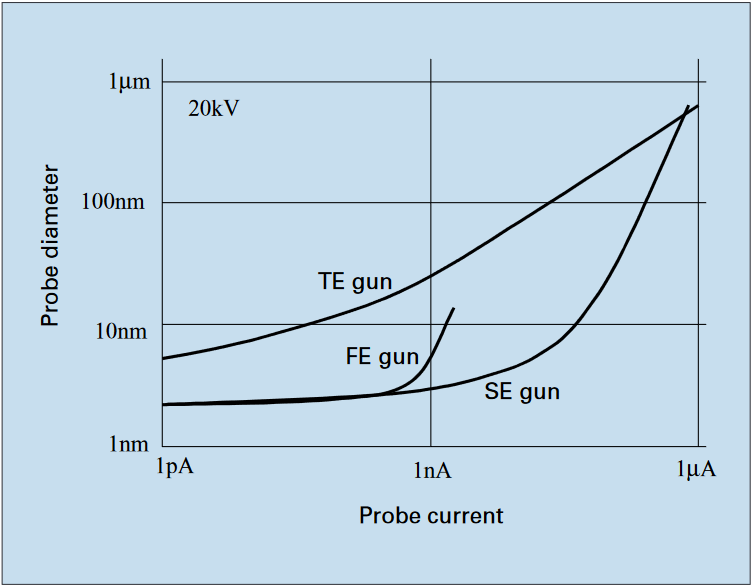 1μm
20kV
100nm
TE gun
10nm
FE gun
SE gun
1nm
1pA
1nA
1μA
Probe diameter
Probe current